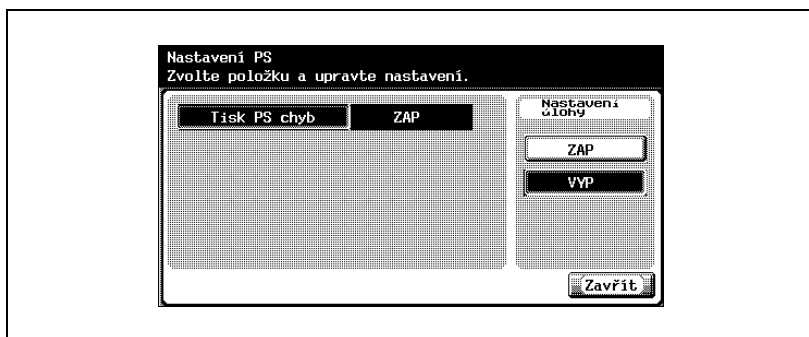 Nastavení PS
Zvolte položku a upravte nastavení.
Tisk PS chyb ZAP
Nastavení
úlohy
ZAP
VYP
Zavřít